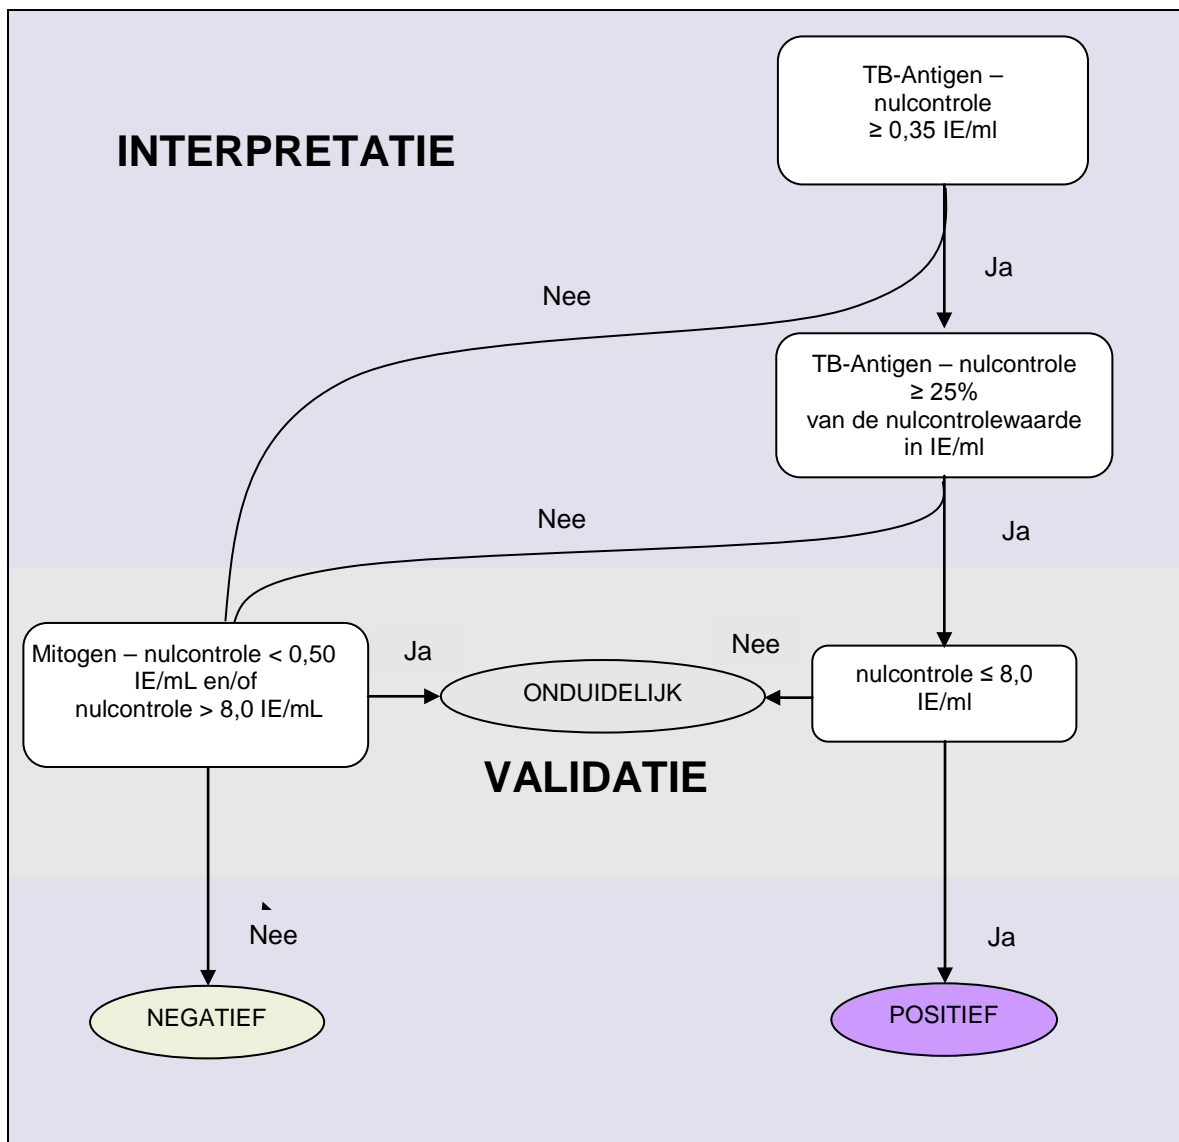 INTERPRETATIE
TB-Antigen –
nulcontrole
≥ 0,35 IE/ml
Ja
Nee
TB-Antigen – nulcontrole
≥ 25%
van de nulcontrolewaarde
in IE/ml
Nee
Ja
Mitogen – nulcontrole < 0,50
IE/mL en/of
nulcontrole > 8,0 IE/mL
Ja
ONDUIDELIJK
Nee
nulcontrole ≤ 8,0
IE/ml
VALIDATIE
Nee
Ja
NEGATIEF
POSITIEF